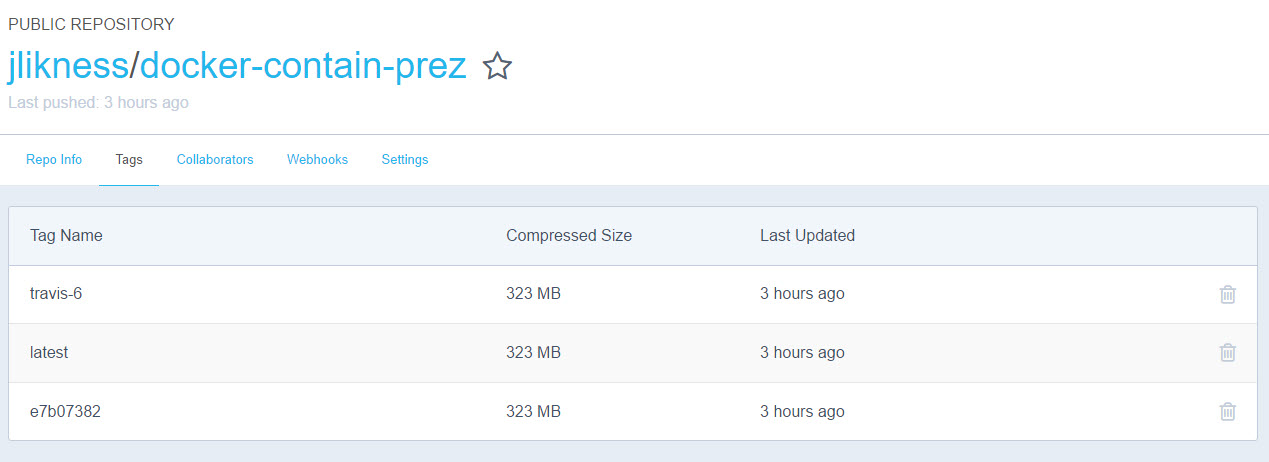 PUBLIC REPOSITORY
jlikness/docker-contain-prez
Last pushed: 3 hours ago
Repo Info Tags Collaborators Webhooks Settings
Tag Name Compressed Size Last Updated
travis-6 323 MB 3 hours ago
latest 323 MB 3 hours ago
e7b07382 323 MB 3 hours ago